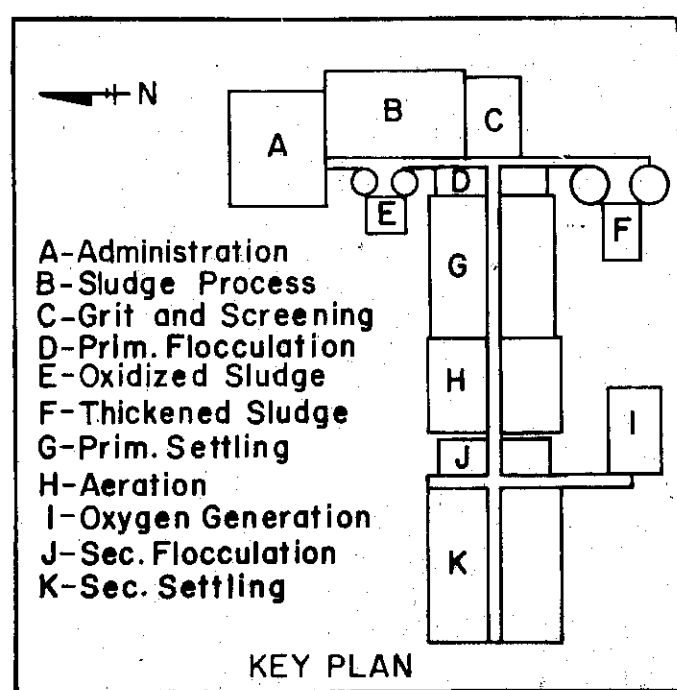 N
A
B
C
D
E
F
G
H
I
J
K
A-Administration
B-Sludge Process
C-Grit and Screening
D-Prim. Flocculation
E-Oxidized Sludge
F-Thickened Sludge
G-Prim. Settling
H-Aeration
I-Oxygen Generation
J-Sec. Flocculation
K-Sec. Settling
KEY PLAN